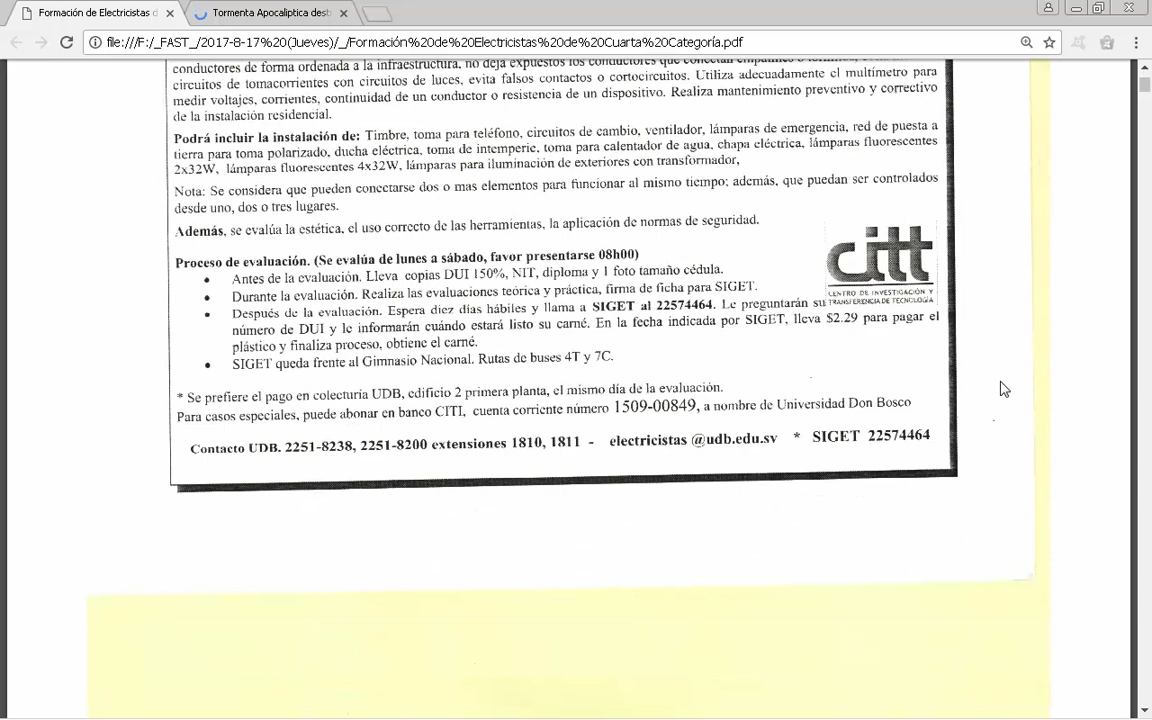 Formación de Electricistas d
Tormenta Apocaliptica dest
file:///F:/_FAST_/2017-8-17%20(Jueves)/_/Formación%20de%20Electricistas%20de%20Cuarta%20Categoría.pdf
conductores de forma ordenada a la infraestructura, no deja expuestos los conductores que conectan empalmes o
circuitos de tomacorrientes con circuitos de luces, evita falsos contactos o cortocircuitos. Utiliza adecuadamente el multímetro para
medir voltajes, corrientes, continuidad de un conductor o resistencia de un dispositivo. Realiza mantenimiento preventivo y correctivo
de la instalación residencial.
Podrá incluir la instalación de: Timbre, toma para teléfono, circuitos de cambio, ventilador, lámparas de emergencia, red de puesta a
tierra para toma polarizado, ducha eléctrica, toma de intemperie, toma para calentador de agua, chapa eléctrica, lámparas fluorescentes
2x32W, lámparas fluorescentes 4x32W, lámparas para iluminación de exteriores con transformador,
Nota: Se considera que pueden conectarse dos o mas elementos para funcionar al mismo tiempo; además, que puedan ser controlados
desde uno, dos o tres lugares.
Además, se evalúa la estética, el uso correcto de las herramientas, la aplicación de normas de seguridad.
Proceso de evaluación. (Se evalúa de lunes a sábado, favor presentarse 08h00)
• Antes de la evaluación. Lleva copias DUI 150%, NIT, diploma y 1 foto tamaño cédula.
• Durante la evaluación. Realiza las evaluaciones teórica y práctica, firma de ficha para SIGET.
• Después de la evaluación. Espera diez días hábiles y llama a SIGET al 22574464. Le preguntarán su
número de DUI y le informarán cuándo estará listo su carné. En la fecha indicada por SIGET, lleva $2.29 para pagar el
plástico y finaliza proceso, obtiene el carné.
• SIGET queda frente al Gimnasio Nacional. Rutas de buses 4T y 7C.
citt
CENTRO DE INVESTIGACIÓN Y
TRANSFERENCIA DE TECNOLOGÍA
* Se prefiere el pago en colecturía UDB, edificio 2 primera planta, el mismo día de la evaluación.
Para casos especiales, puede abonar en banco CITI, cuenta corriente número 1509-00849, a nombre de Universidad Don Bosco
Contacto UDB. 2251-8238, 2251-8200 extensiones 1810, 1811 - electricistas @udb.edu.sv * SIGET 22574464